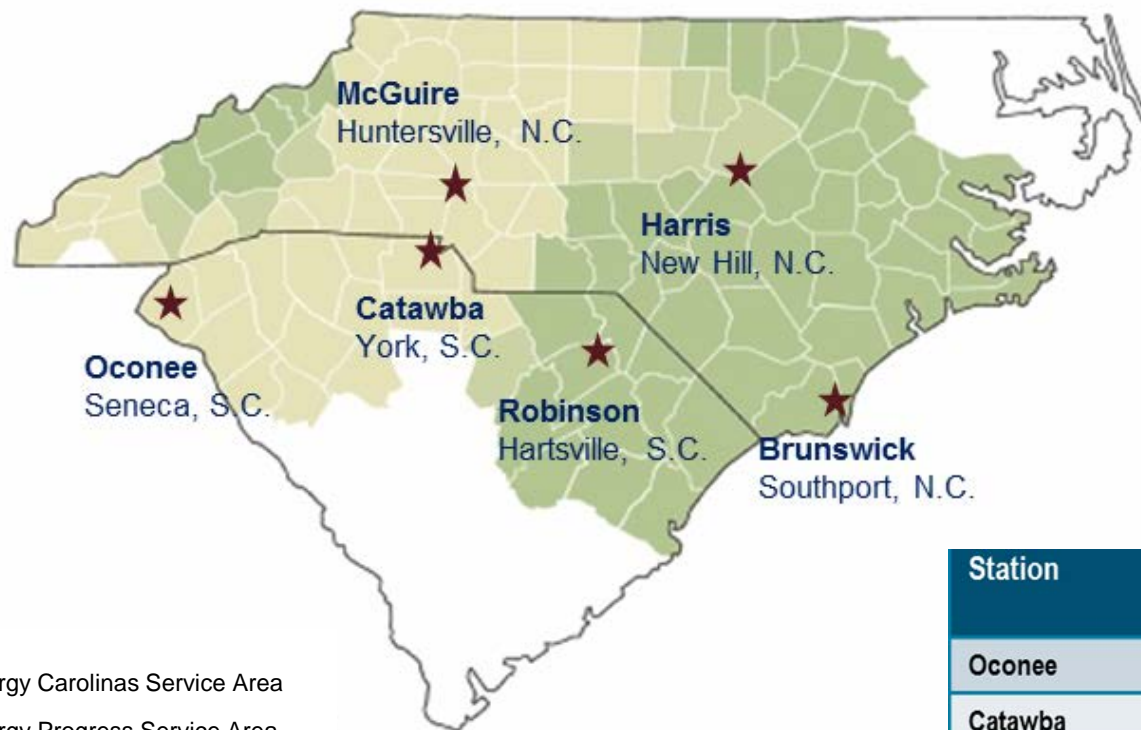 McGuire
Huntersville, N.C.
Harris
New Hill, N.C.
Catawba
York, S.C.
Oconee
Seneca, S.C.
Robinson
Hartsville, S.C.
Brunswick
Southport, N.C.
rgy Carolinas Service Area
Station
Oconee
Catawba